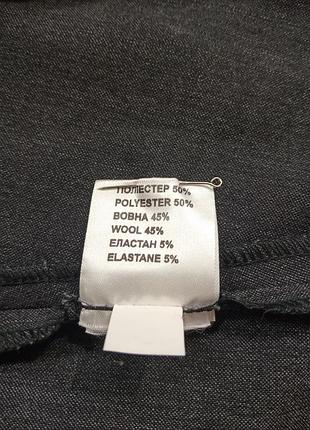 ПОЛІЕСТЕР 50%
POLYESTER 50%
ВОВНА 45%
WOOL 45%
ЕЛАСТАН 5%
ELASTANE 5%